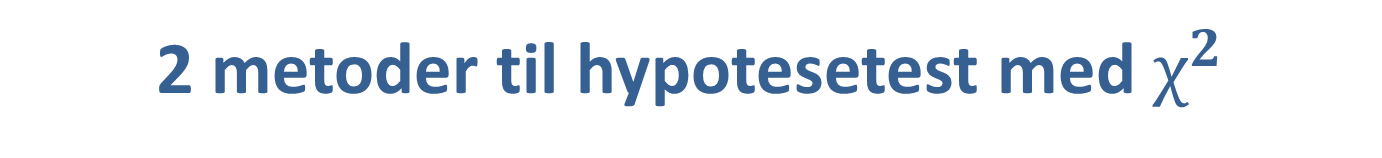 2 metoder til hypotesetest med χ²